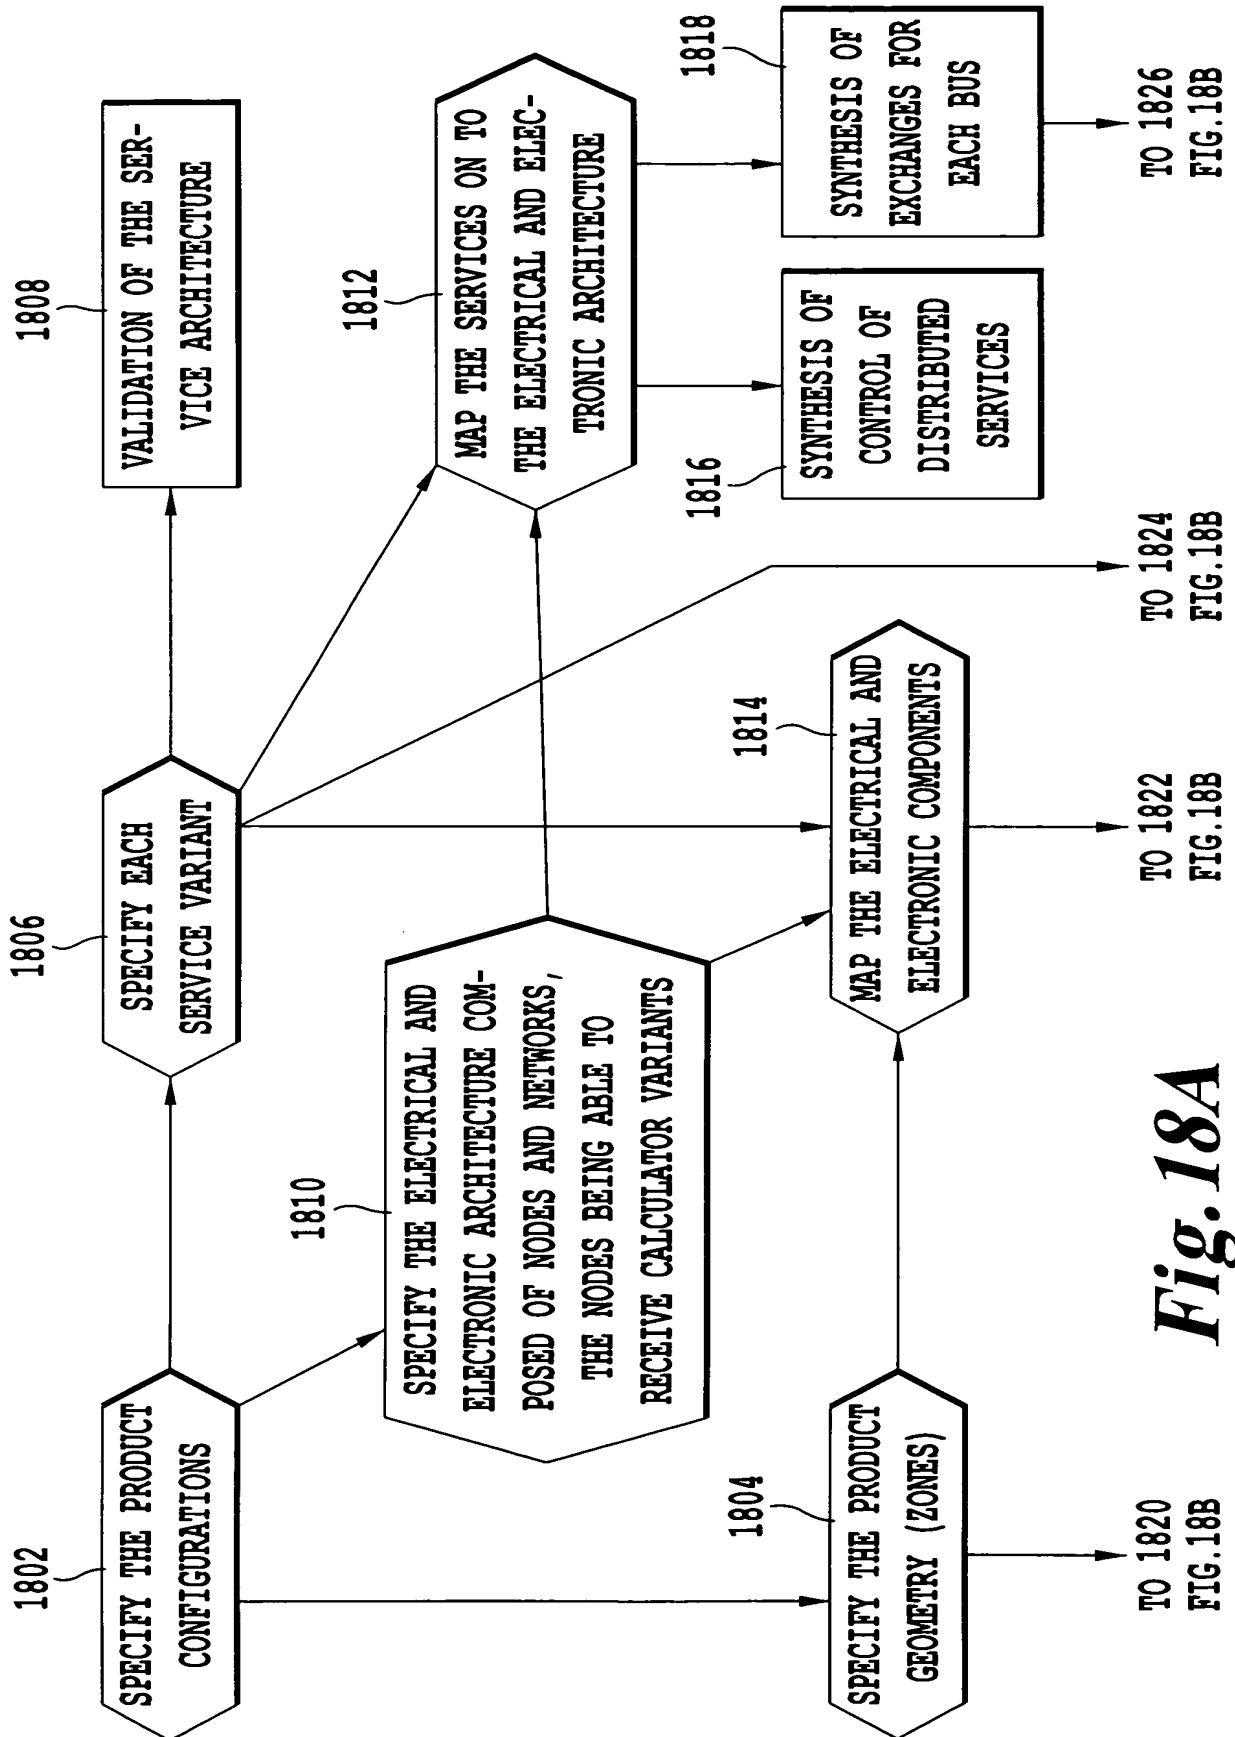 1802
SPECIFY THE PRODUCT
CONFIGURATIONS
1806
SPECIFY EACH
SERVICE VARIANT
1808
VALIDATION OF THE SER-
VICE ARCHITECTURE
1810
SPECIFY THE ELECTRICAL AND
ELECTRONIC ARCHITECTURE COM-
POSED OF NODES AND NETWORKS,
THE NODES BEING ABLE TO
RECEIVE CALCULATOR VARIANTS
1812
MAP THE SERVICES ON TO
THE ELECTRICAL AND ELEC-
TRONIC ARCHITECTURE
1804
SPECIFY THE PRODUCT
GEOMETRY (ZONES)
1814
MAP THE ELECTRICAL AND
ELECTRONIC COMPONENTS
1816
SYNTHESIS OF
CONTROL OF
DISTRIBUTED
SERVICES
1818
SYNTHESIS OF
EXCHANGES FOR
EACH BUS
TO 1820
FIG.18B
TO 1822
FIG.18B
TO 1824
FIG.18B
TO 1826
FIG.18B
Fig. 18A